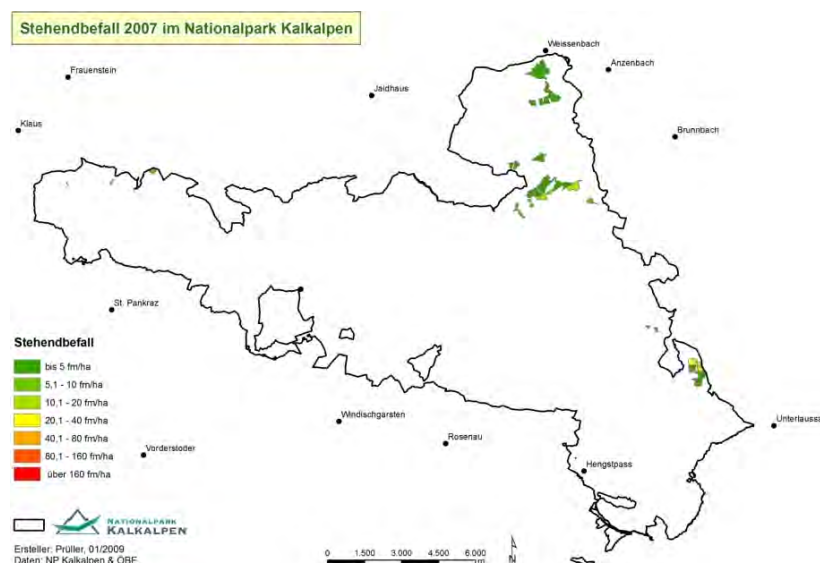 Stehendbefall 2007 im Nationalpark Kalkalpen
Weissenbach
Frauenstein
Anzenbach
Jaidhaus
Klaus
Brunnbach
St. Pankraz
Stehendbefall
bis 5 fm/ha
5,1 - 10 fm/ha
10,1 - 20 fm/ha
20,1 - 40 fm/ha
40,1 - 80 fm/ha
80,1 - 160 fm/ha
über 160 fm/ha
Windischgarsten
Unterlaussa
Rosenau
Vorderstoder
Hengstpass
NATIONALPARK
KALKALPEN
Ersteller: Prüller, 01/2009
Daten: NP Kalkalpen & ÖBF
0 1.500 3.000 4.500 6.000
N